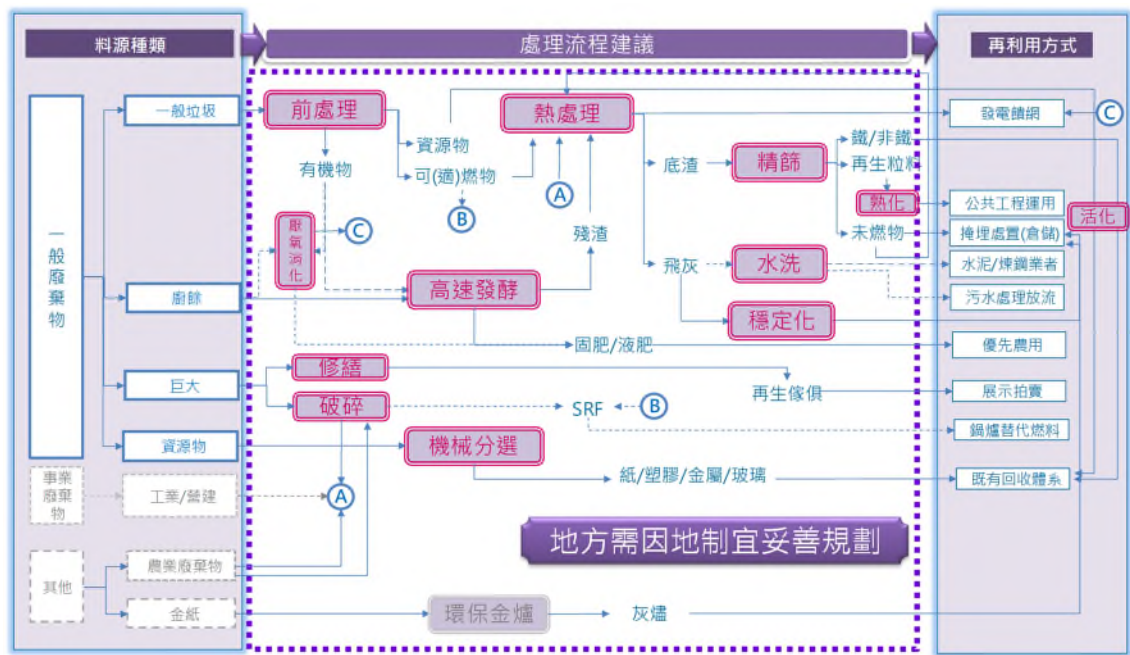 料源種類
處理流程建議
再利用方式
一般廢棄物
一般垃圾
前處理
熱處理
發電饋網
C
資源物
可(適)燃物
有機物
A
B
底渣
精篩
鐵/非鐵
再生粒料
熟化
未燃物
公共工程運用
活化
掩埋處置(倉儲)
厭氧消化
C
殘渣
飛灰
水洗
水泥/煉鋼業者
廚餘
高速發酵
穩定化
污水處理放流
固肥/液肥
優先農用
巨大
修繕
再生傢俱
展示拍賣
破碎
SRF
B
鍋爐替代燃料
資源物
機械分選
紙/塑膠/金屬/玻璃
既有回收體系
事業
廢棄
物
工業/營建
A
地方需因地制宜妥善規劃
其他
農業廢棄物
金紙
環保金爐
灰燼